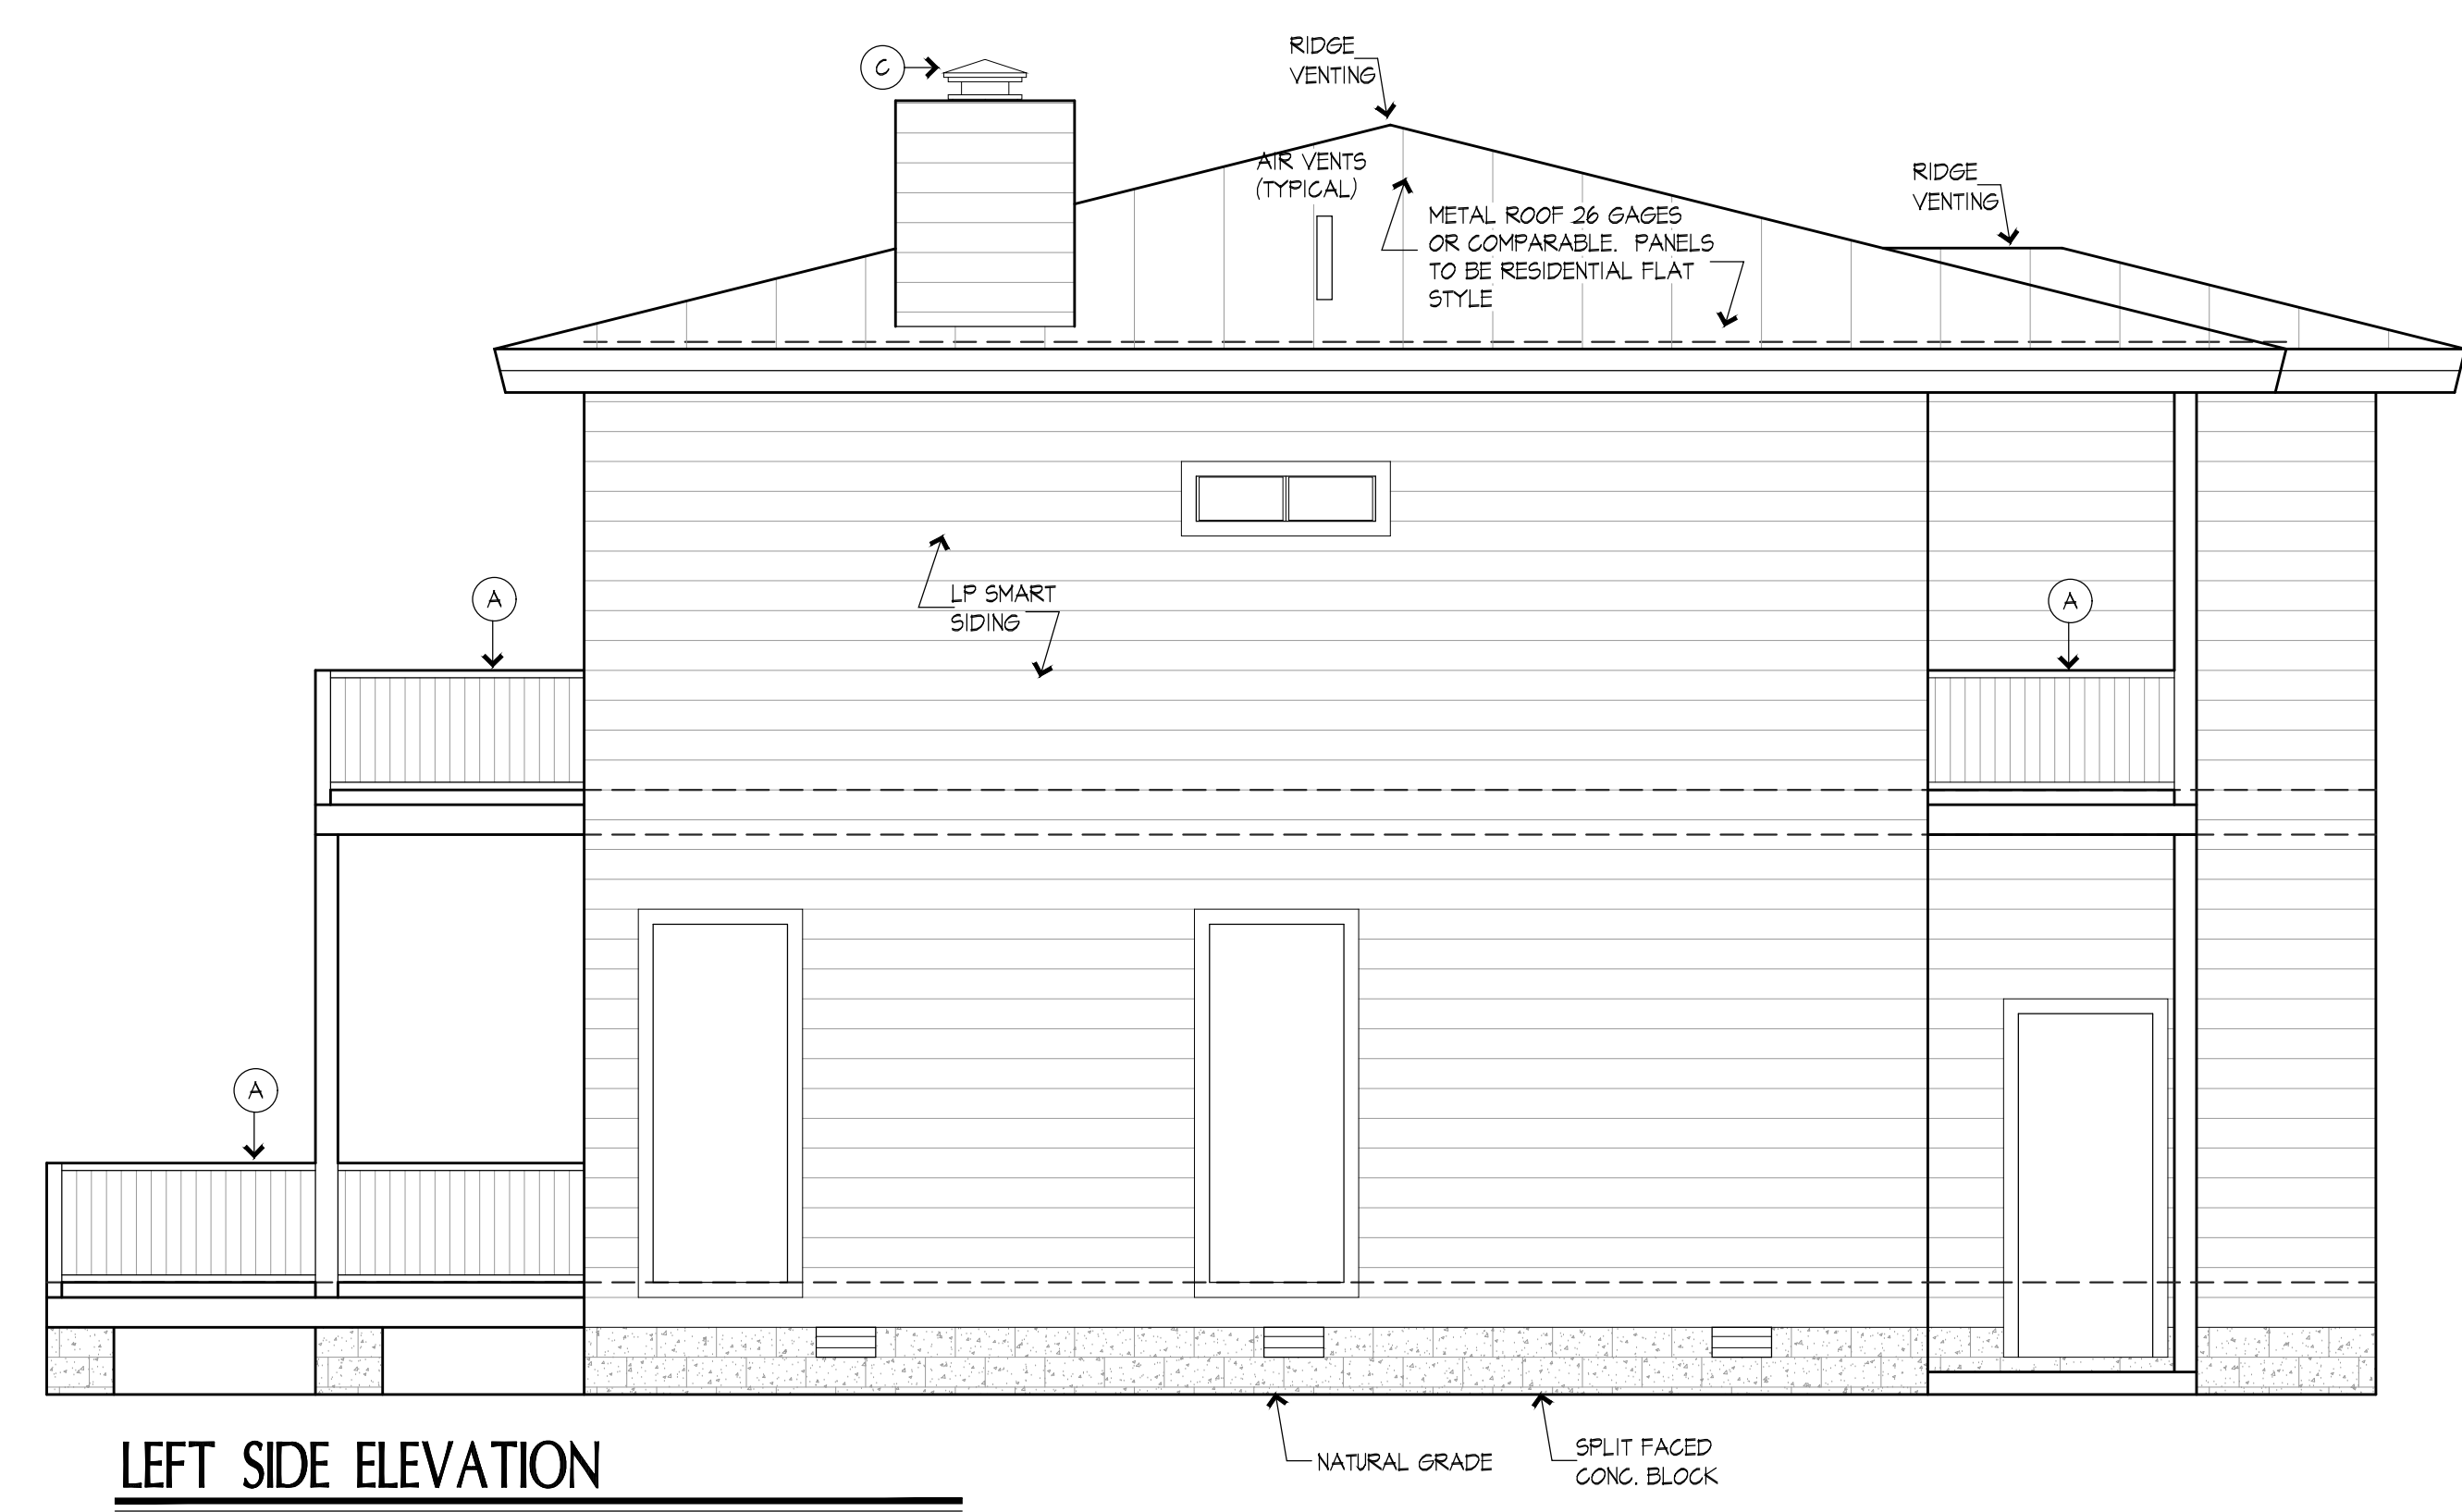 C
RIDGE
VENTING
AIR VENTS
(TYPICAL)
RIDGE
VENTING
METAL ROOF 26 GAGES
OR COMPARABLE. PANELS
TO BE RESIDENTIAL FLAT
STYLE
LP SMART
SIDING
A
A
A
NATURAL GRADE
SPLIT FACED
CONC. BLOCK
LEFT SIDE ELEVATION